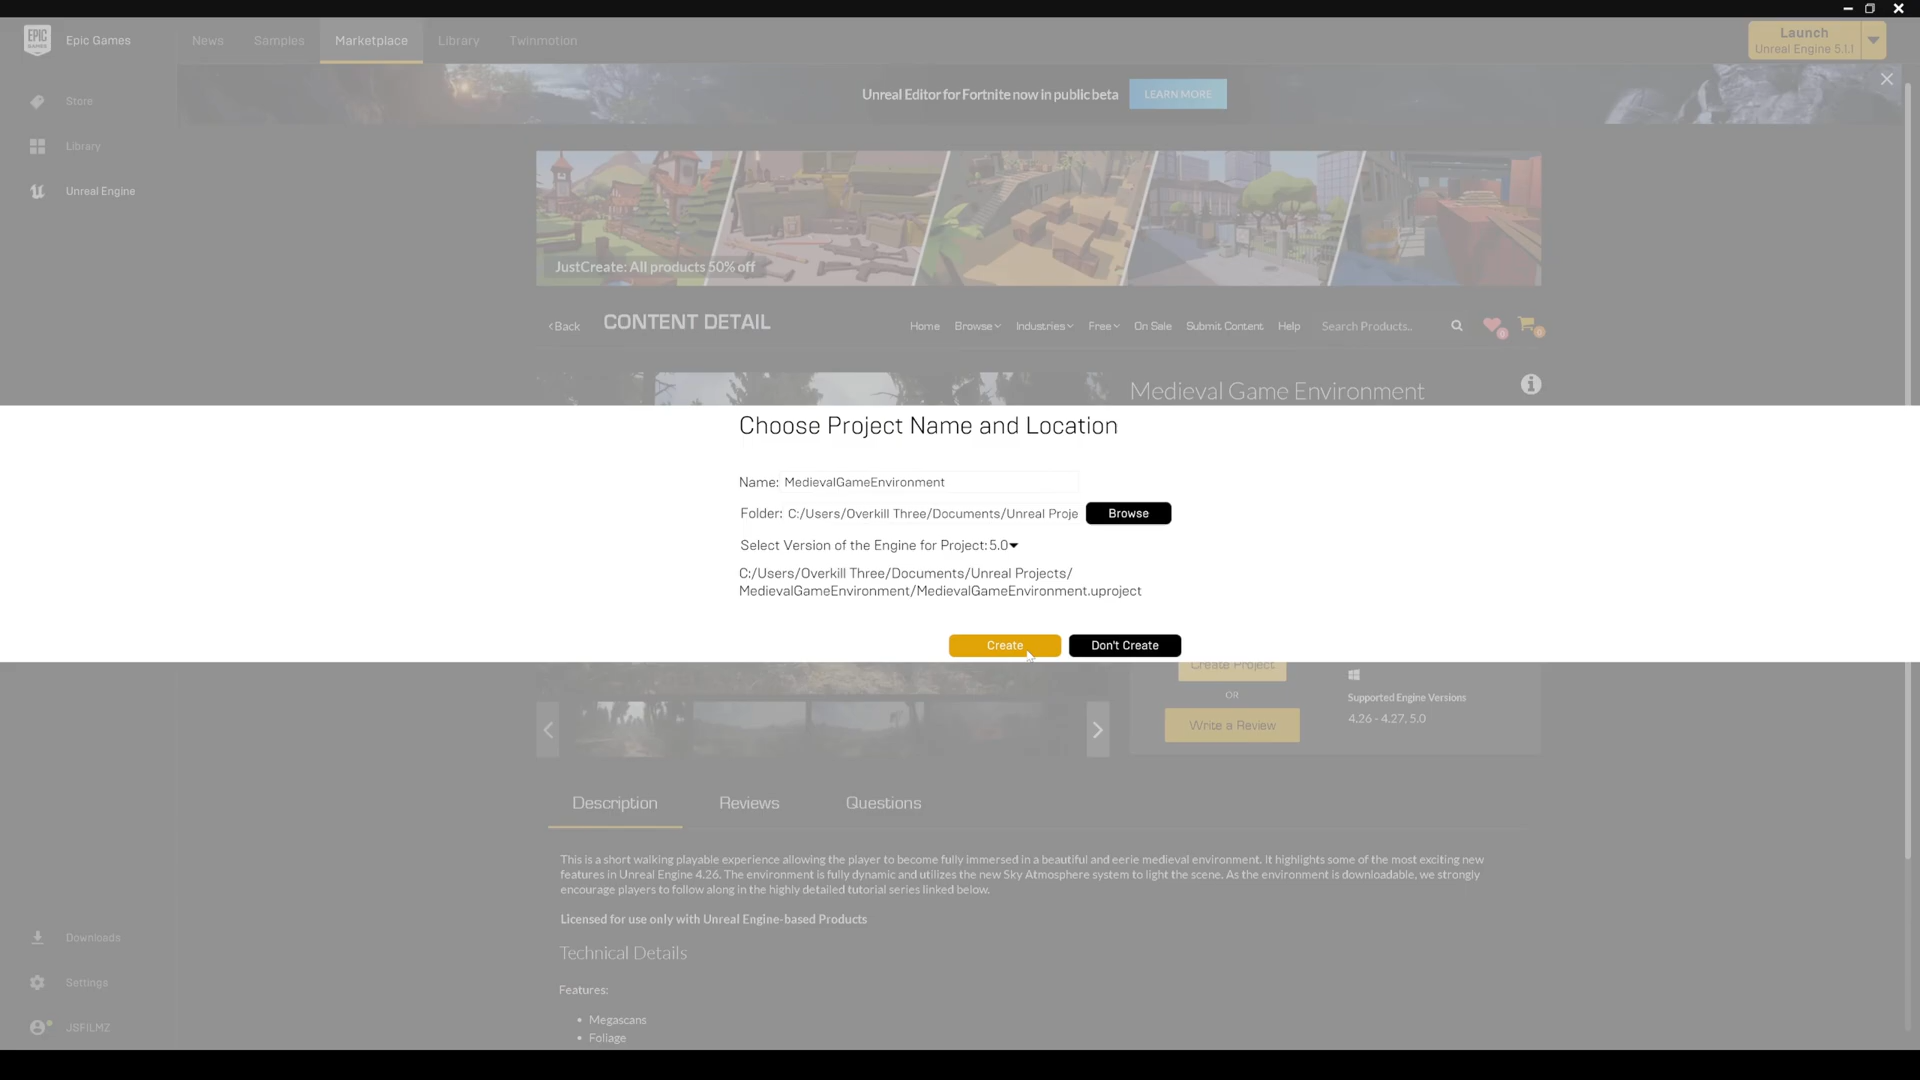 EPIC
GAMES
Epic Games
News
Samples
Marketplace
Library
Twinmotion
Launch
Unreal Engine 5.1.1
Store
Library
Unreal Engine
Unreal Editor for Fortnite now in public beta
LEARN MORE
JustCreate: All products 50% off
Back
CONTENT DETAIL
Home
Browse
Industries
Free
On Sale
Submit Content
Help
Search Products..
0
0
Medieval Game Environment
Choose Project Name and Location
Name: MedievalGameEnvironment
Folder: C:/Users/Overkill Three/Documents/Unreal Proje
Browse
Select Version of the Engine for Project: 5.0
C:/Users/Overkill Three/Documents/Unreal Projects/
MedievalGameEnvironment/MedievalGameEnvironment.uproject
Create
Don't Create
Create Project
OR
Write a Review
Supported Engine Versions
4.26 - 4.27, 5.0
Description
Reviews
Questions
This is a short walking playable experience allowing the player to become fully immersed in a beautiful and eerie medieval environment. It highlights some of the most exciting new
features in Unreal Engine 4.26. The environment is fully dynamic and utilizes the new Sky Atmosphere system to light the scene. As the environment is downloadable, we strongly
encourage players to follow along in the highly detailed tutorial series linked below.
Licensed for use only with Unreal Engine-based Products
Technical Details
Features:
• Megascans
• Foliage
Downloads
Settings
JSFILMZ